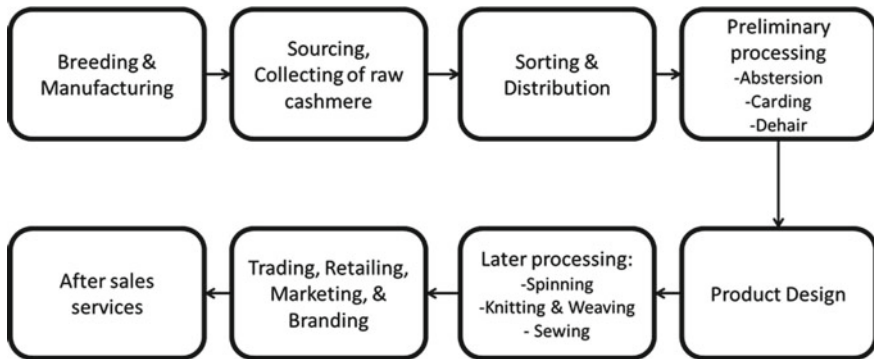 Breeding &
Manufacturing
Sourcing,
Collecting of raw
cashmere
Sorting &
Distribution
Preliminary
processing
-Abstersion
-Carding
-Dehair
Product Design
Later processing:
-Spinning
-Knitting & Weaving
- Sewing
Trading, Retailing,
Marketing, &
Branding
After sales
services